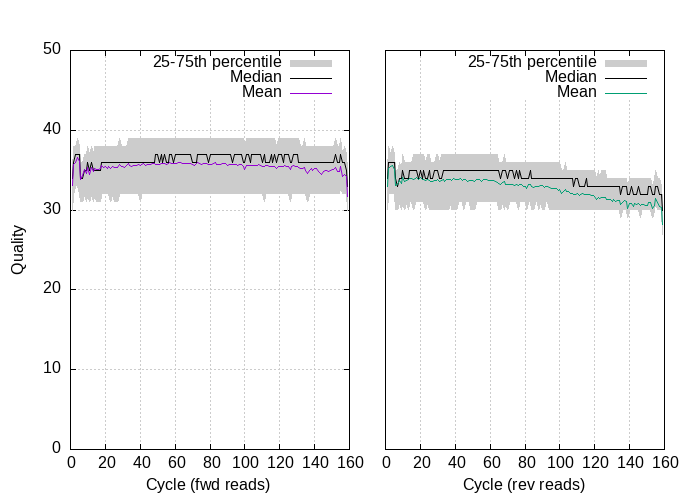 50
40
30
20
10
0
Quality
25-75th percentile
Median
Mean
0 20 40 60 80 100 120 140 160
Cycle (fwd reads)
25-75th percentile
Median
Mean
0 20 40 60 80 100 120 140 160
Cycle (rev reads)